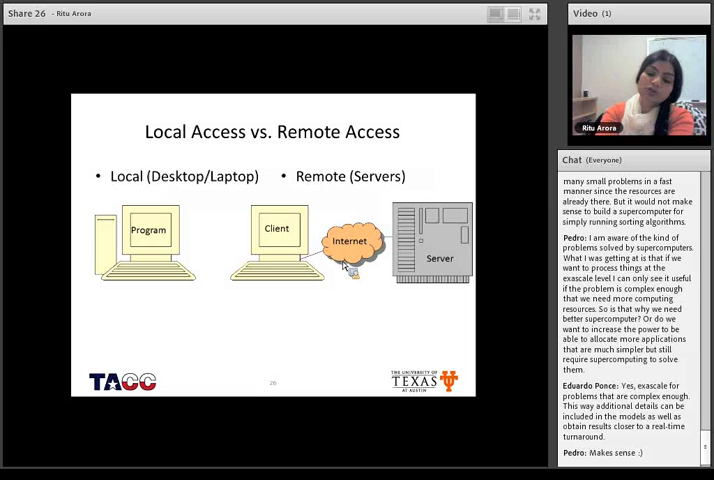 Share 26 - Ritu Arora
Video (1)
Ritu Arora
Local Access vs. Remote Access
• Local (Desktop/Laptop)
• Remote (Servers)
Program
Client
Internet
Server
TACC
26
THE UNIVERSITY OF
TEXAS
AT AUSTIN
Chat (Everyone)
many small problems in a fast
manner since the resources are
already there. But it would not make
sense to build a supercomputer for
simply running sorting algorithms.
Pedro: I am aware of the kind of
problems solved by supercomputers.
What I was getting at is that if we
want to process things at the
exascale level I can only see it useful
if the problem is complex enough
that we need more computing
resources. So is that why we need
better supercomputer? Or do we
want to increase the power to be
able to allocate more applications
that are much simpler but still
require supercomputing to solve
them.
Eduardo Ponce: Yes, exascale for
problems that are complex enough.
This way additional details can be
included in the models as well as
obtain results closer to a real-time
turnaround.
Pedro: Makes sense :)